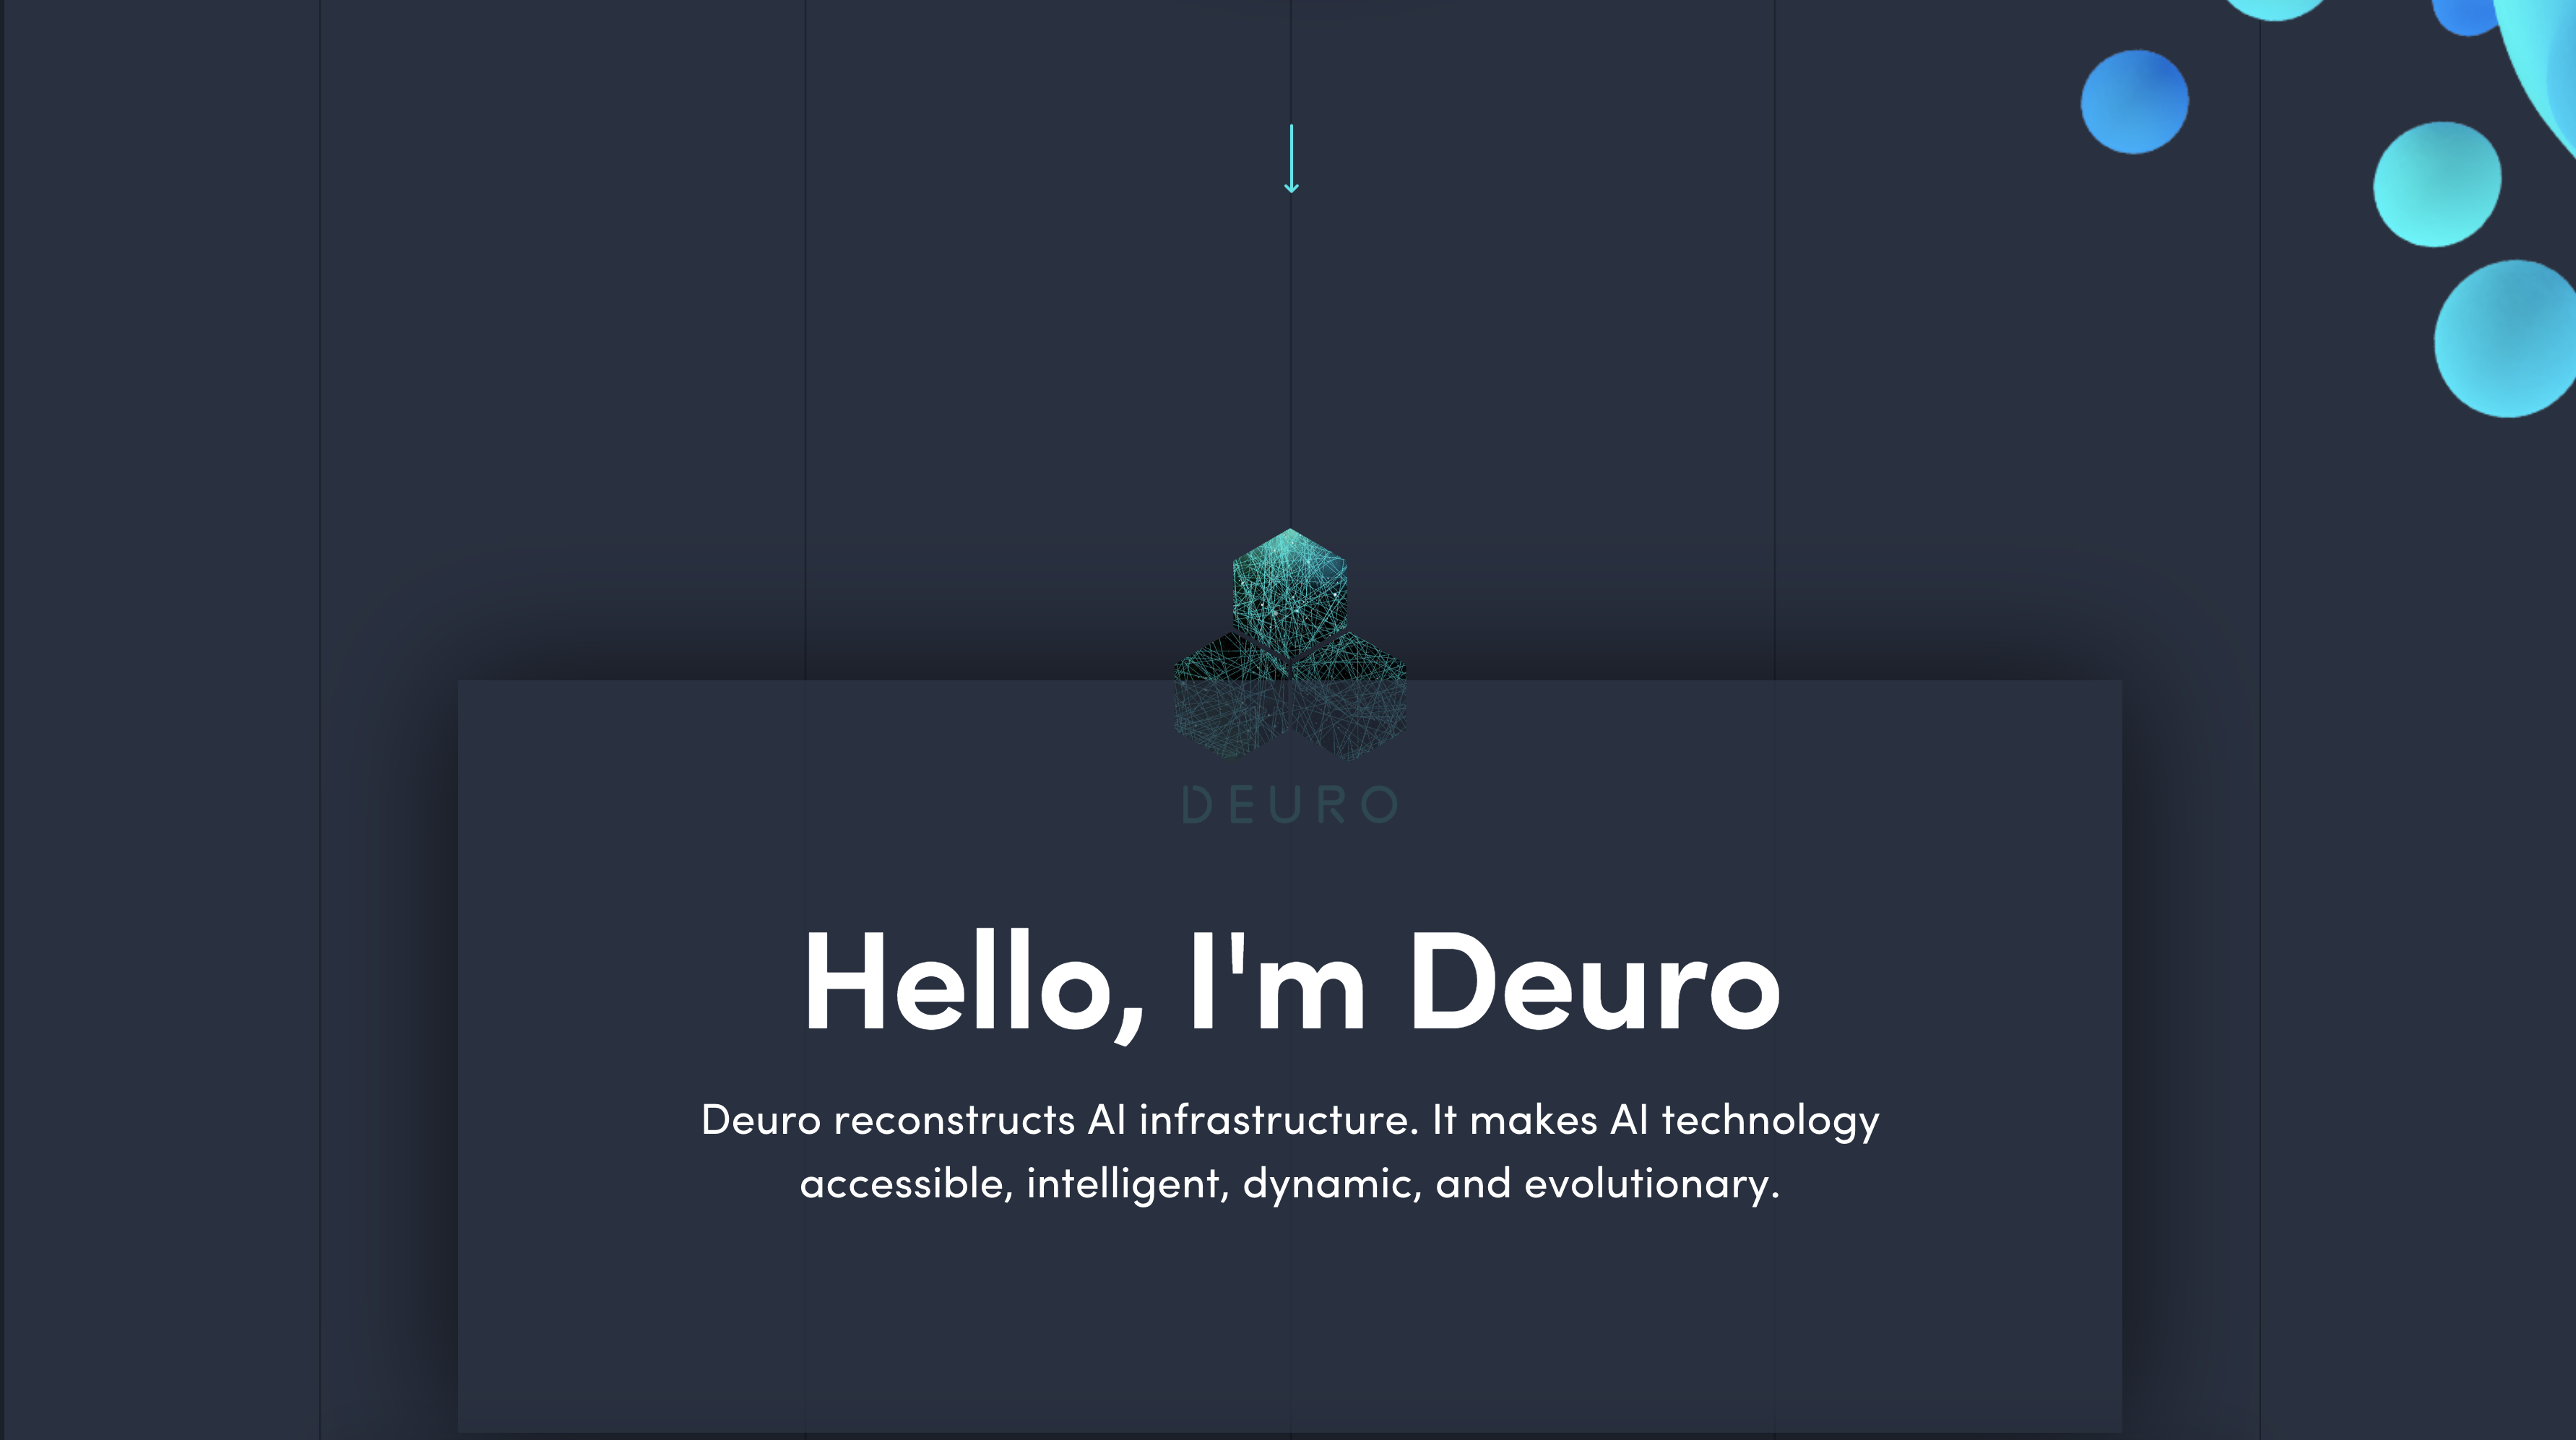 DEURO
Hello, I'm Deuro
Deuro reconstructs AI infrastructure. It makes AI technology
accessible, intelligent, dynamic, and evolutionary.